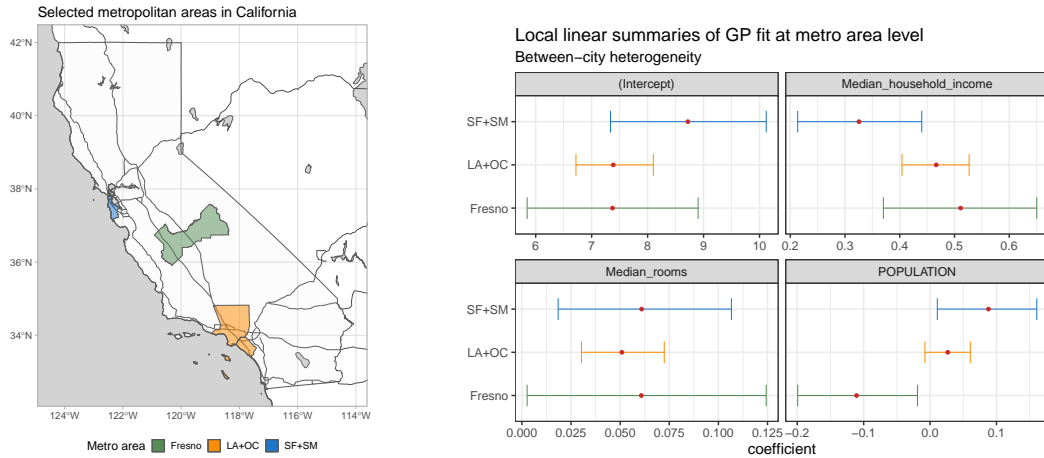 Selected metropolitan areas in California
42°N
40°N
38°N
36°N
34°N
124°W 122°W 120°W 118°W 116°W 114°W
Metro area Fresno LA+OC SF+SM
Local linear summaries of GP fit at metro area level
Between−city heterogeneity
(Intercept) Median_household_income
SF+SM
LA+OC
Fresno
6 7 8 9 10 0.2 0.3 0.4 0.5 0.6
Median_rooms POPULATION
SF+SM
LA+OC
Fresno
0.000 0.025 0.050 0.075 0.100 0.125 −0.2 −0.1 0.0 0.1
coefficient